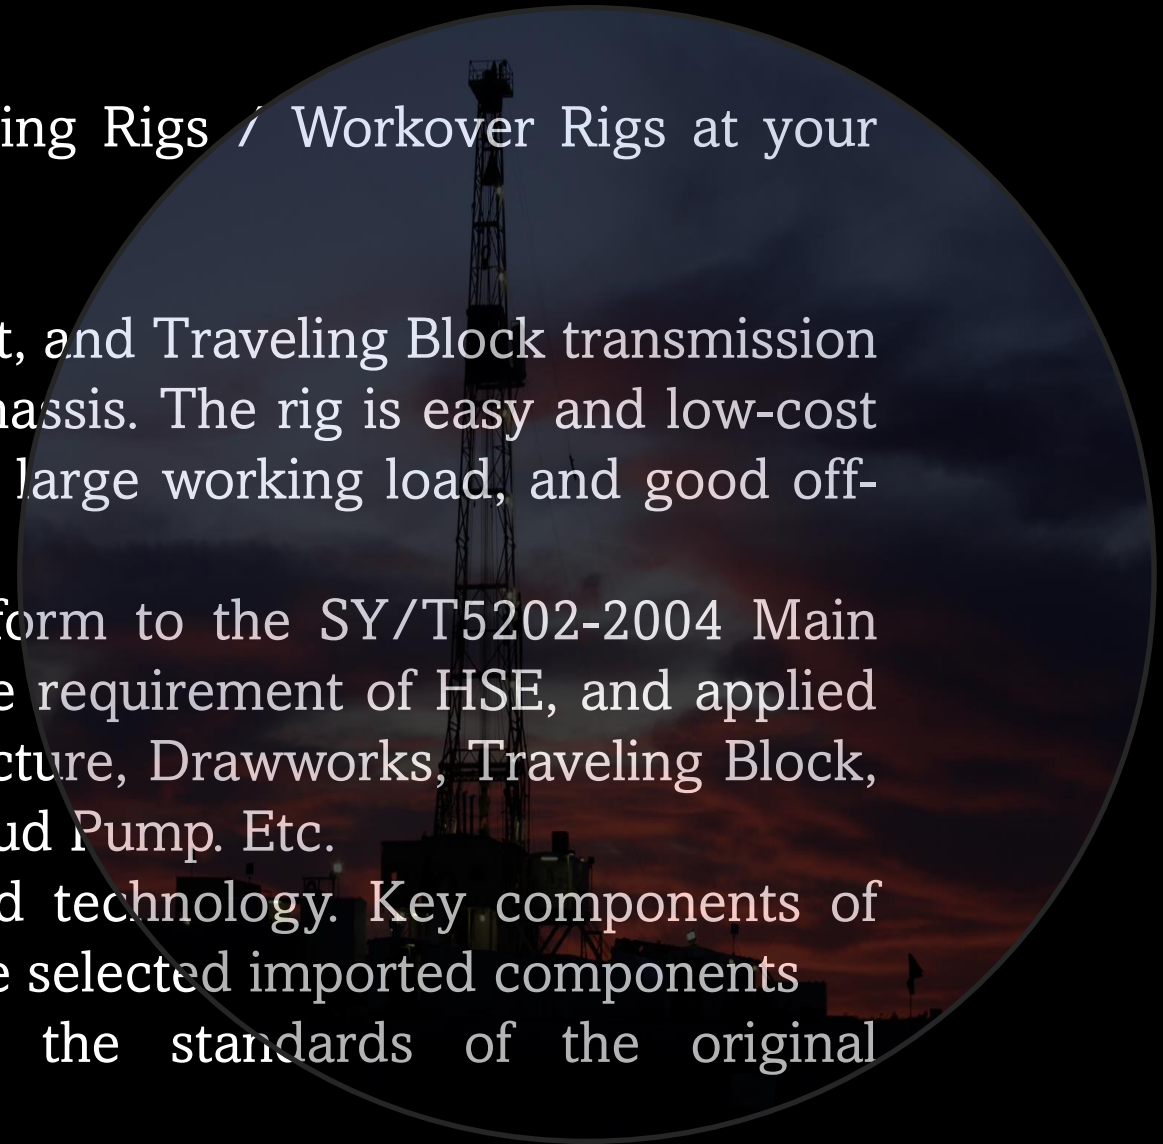 ing Rigs / Workover Rigs at your
t, and Traveling Block transmission
hassis. The rig is easy and low-cost
large working load, and good off-
form to the SY/T5202-2004 Main
e requirement of HSE, and applied
cture, Drawworks, Traveling Block,
ud Pump. Etc.
d technology. Key components of
e selected imported components
the standards of the original